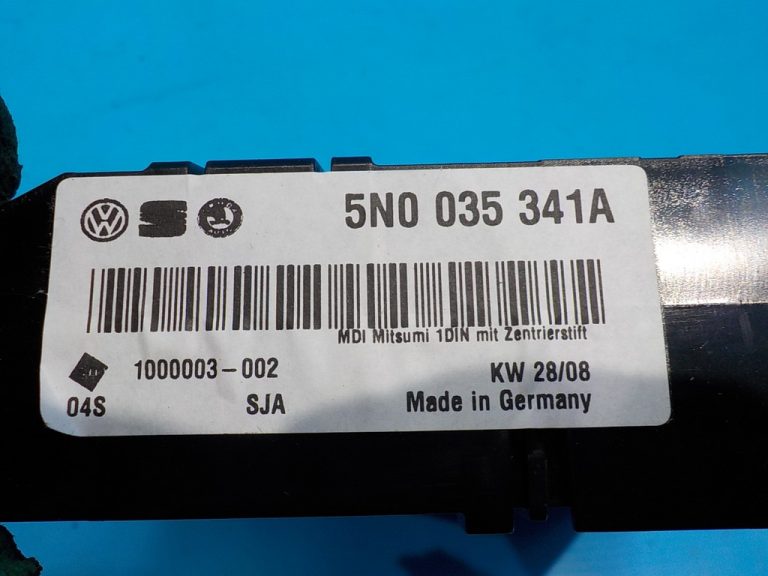 5N0 035 341A
MDI Mitsumi 1DIN mit Zentrierstift
1000003-002
KW 28/08
04S
SJA
Made in Germany